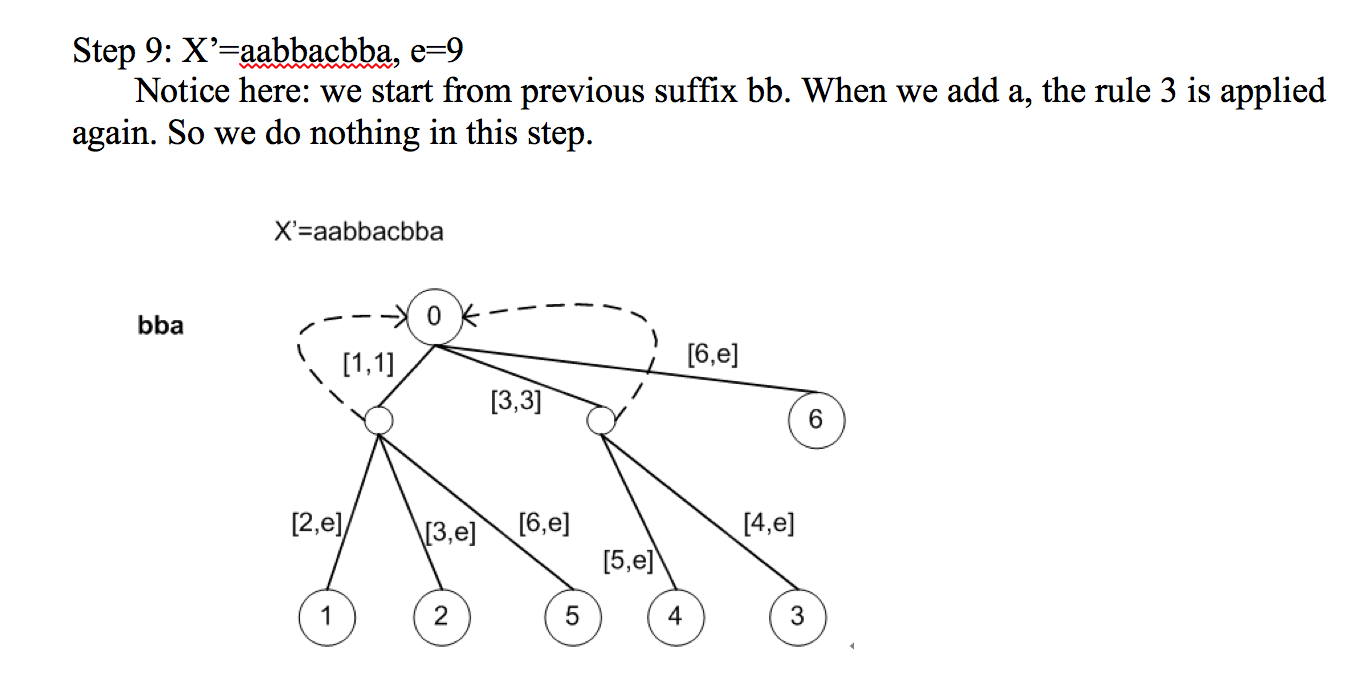 Step 9: X’=aabbacbba, e=9
Notice here: we start from previous suffix bb. When we add a, the rule 3 is applied
again. So we do nothing in this step.
X’=aabbacbba
bba
0
[1,1]
[6,e]
[3,3]
6
[2,e]
[3,e]
[6,e]
[5,e]
[4,e]
1
2
5
4
3